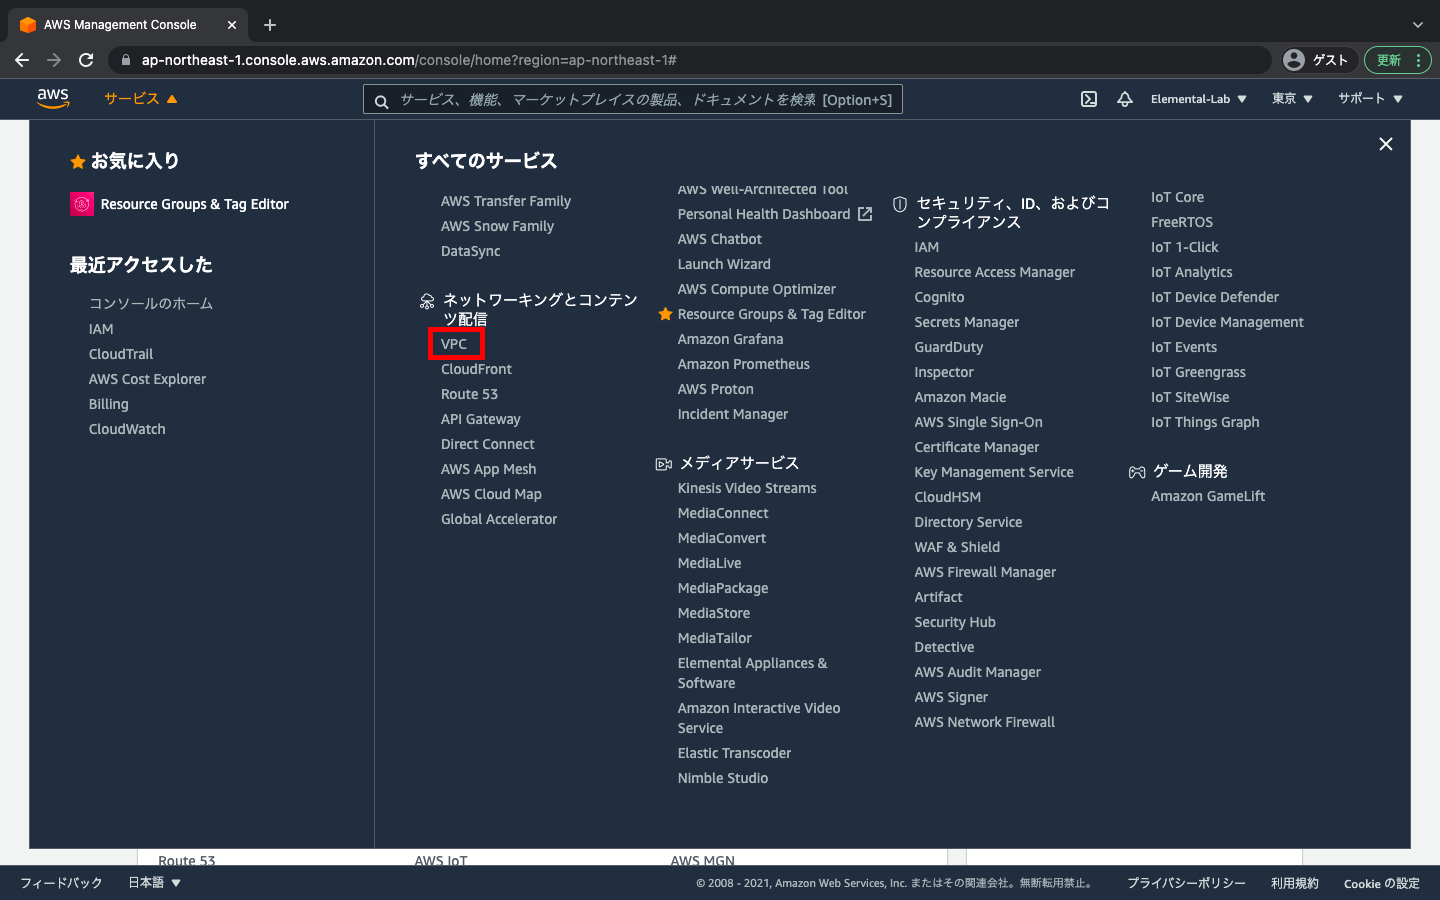 AWS Management Console
ap-northeast-1.console.aws.amazon.com/console/home?region=ap-northeast-1#
ゲスト
更新
aws
サービス
サービス、機能、マーケットプレイスの製品、ドキュメントを検索 [Option+S]
Elemental-Lab
東京
サポート
お気に入り
Resource Groups & Tag Editor
最近アクセスした
コンソールのホーム
IAM
CloudTrail
AWS Cost Explorer
Billing
CloudWatch
すべてのサービス
AWS Transfer Family
AWS Snow Family
DataSync
ネットワーキングとコンテン
ツ配信
VPC
CloudFront
Route 53
API Gateway
Direct Connect
AWS App Mesh
AWS Cloud Map
Global Accelerator
AWS Well-Architected Tool
Personal Health Dashboard
AWS Chatbot
Launch Wizard
AWS Compute Optimizer
Resource Groups & Tag Editor
Amazon Grafana
Amazon Prometheus
AWS Proton
Incident Manager
メディアサービス
Kinesis Video Streams
MediaConnect
MediaConvert
MediaLive
MediaPackage
MediaStore
MediaTailor
Elemental Appliances &
Software
Amazon Interactive Video
Service
Elastic Transcoder
Nimble Studio
セキュリティ、ID、およびコ
ンプライアンス
IAM
Resource Access Manager
Cognito
Secrets Manager
GuardDuty
Inspector
Amazon Macie
AWS Single Sign-On
Certificate Manager
Key Management Service
CloudHSM
Directory Service
WAF & Shield
AWS Firewall Manager
Artifact
Security Hub
Detective
AWS Audit Manager
AWS Signer
AWS Network Firewall
IoT Core
FreeRTOS
IoT 1-Click
IoT Analytics
IoT Device Defender
IoT Device Management
IoT Events
IoT Greengrass
IoT SiteWise
IoT Things Graph
ゲーム開発
Amazon GameLift
Route 53
AWS IoT
AWS MGN
フィードバック
日本語
© 2008 - 2021, Amazon Web Services, Inc. またはその関連会社。無断転用禁止。
プライバシーポリシー
利用規約
Cookie の設定